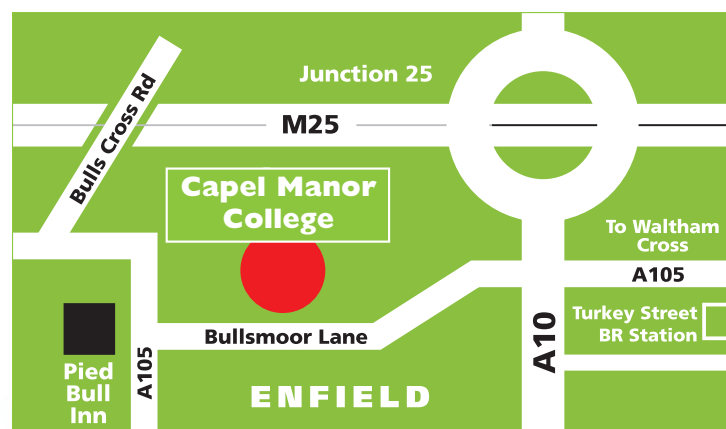 Junction 25
M25
Bulls Cross Rd
Capel Manor
College
To Waltham
Cross
A105
Turkey Street
BR Station
A10
Bullsmoor Lane
A105
Pied
Bull
Inn
ENFIELD